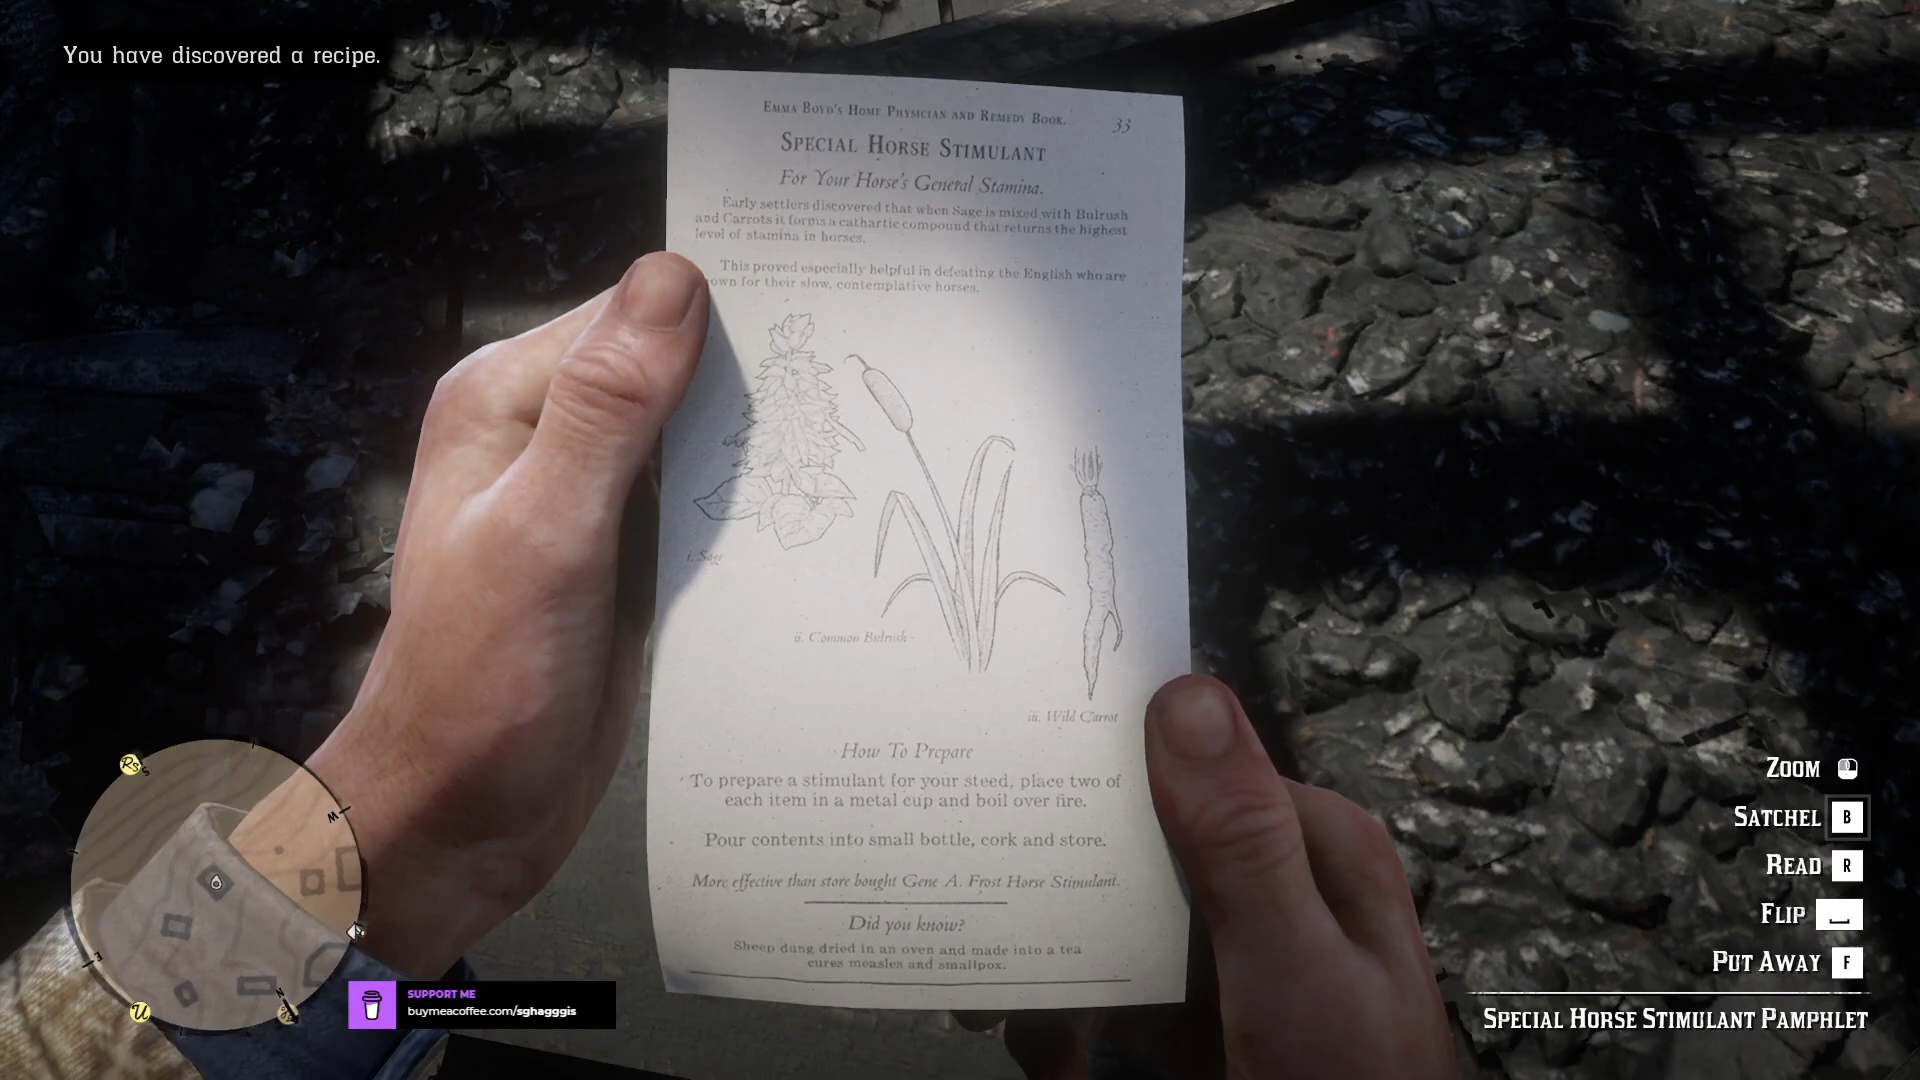 You have discovered a recipe.
EMMA BOYD'S HOME PHYSICIAN AND REMEDY BOOK.
33
SPECIAL HORSE STIMULANT
For Your Horse's General Stamina.
Early settlers discovered that when Sage is mixed with Bulrush
and Carrots it forms a cathartic compound that returns the highest
level of stamina in horses.
This proved especially helpful in defeating the English who are
own for their slow, contemplative horses.
i. Sage
ii. Common Bulrush
iii. Wild Carrot
How To Prepare
To prepare a stimulant for your steed, place two of
each item in a metal cup and boil over fire.
Pour contents into small bottle, cork and store.
More effective than store bought Gene A. Frost Horse Stimulant.
Did you know?
Sheep dung dried in an oven and made into a tea
cures measles and smallpox.
ZOOM
SATCHEL B
READ R
FLIP
PUT AWAY F
SPECIAL HORSE STIMULANT PAMPHLET
RS
S
W
E
N
U
SUPPORT ME
buymeacoffee.com/sghagggis